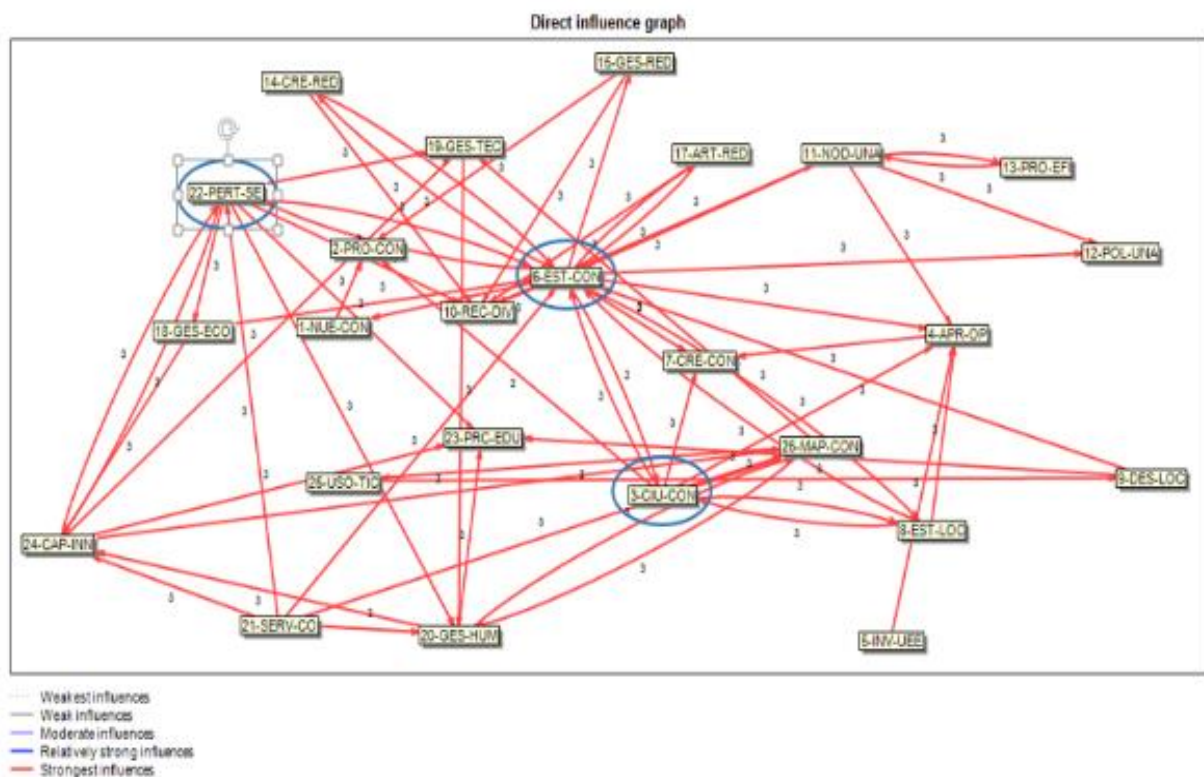 Direct influence graph
15-GES-RED
14-CRE-RED
19-GES-TEC
17-ART-RED
11-NOD-UNA
13-PRO-EFI
22-PERT-SE
2-PRO-CON
12-POL-UNA
6-EST-CON
10-REC-DIV
18-GES-ECO
1-NUE-CON
4-APR-OP
7-CRE-CON
23-PRC-EDU
26-MAP-CON
25-USO-TIC
9-DES-LOC
3-CIU-CON
8-EST-LOC
24-CAP-INN
21-SERV-CO
20-GES-HUM
5-INV-UEE
Weakest influences
Weak influences
Moderate influences
Relatively strong influences
Strongest influences